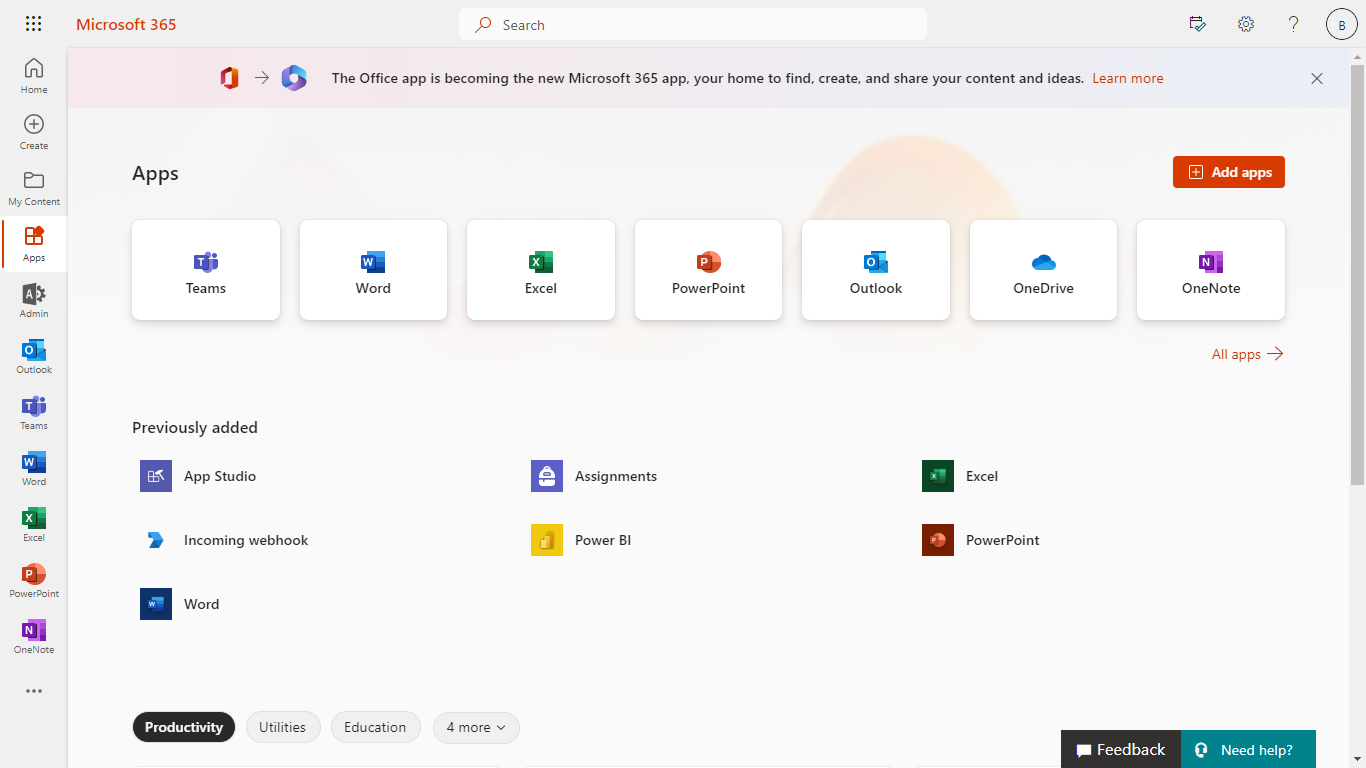 Microsoft 365
Search
B
Home
Create
My Content
Apps
Admin
Outlook
Teams
Word
Excel
PowerPoint
OneNote
The Office app is becoming the new Microsoft 365 app, your home to find, create, and share your content and ideas. Learn more
Apps
Add apps
Teams
Word
Excel
PowerPoint
Outlook
OneDrive
OneNote
All apps
Previously added
App Studio
Assignments
Excel
Incoming webhook
Power BI
PowerPoint
Word
Productivity
Utilities
Education
4 more
Feedback
Need help?